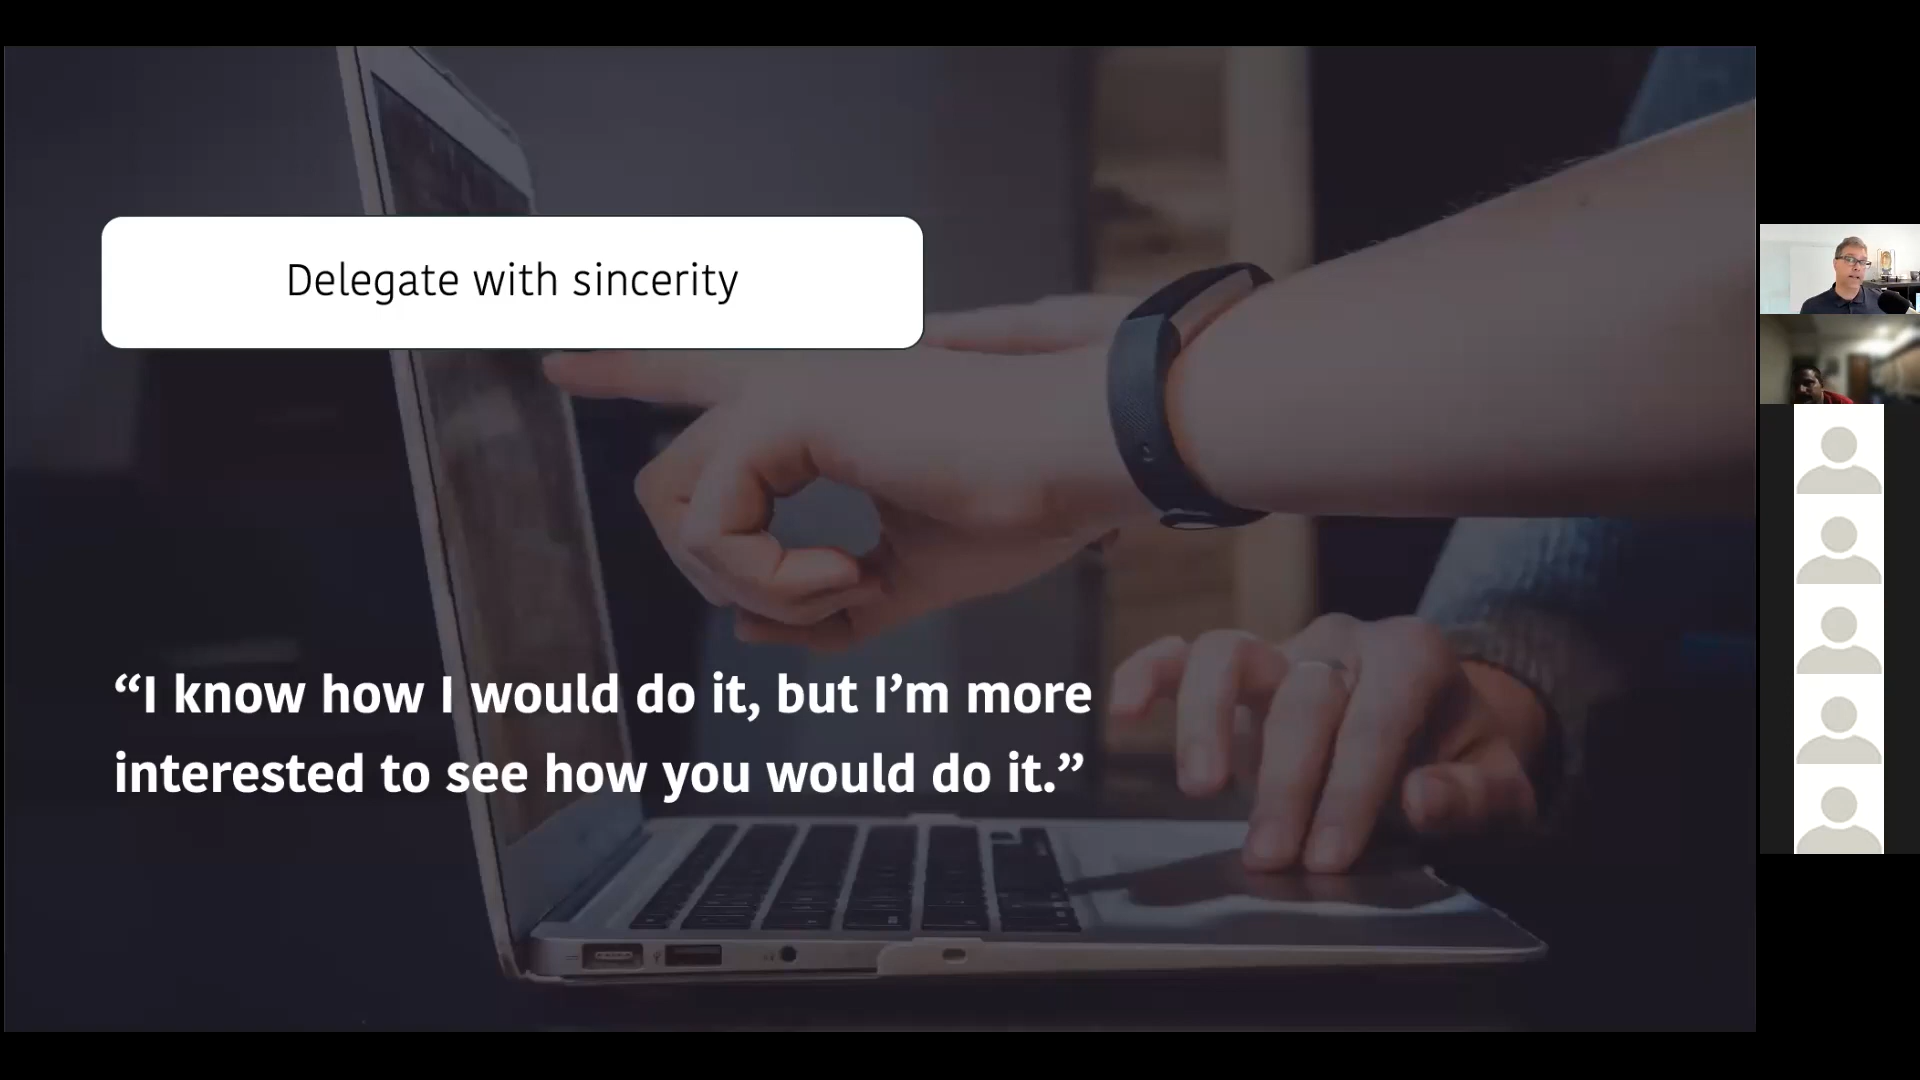 Delegate with sincerity
“I know how I would do it, but I’m more
interested to see how you would do it.”